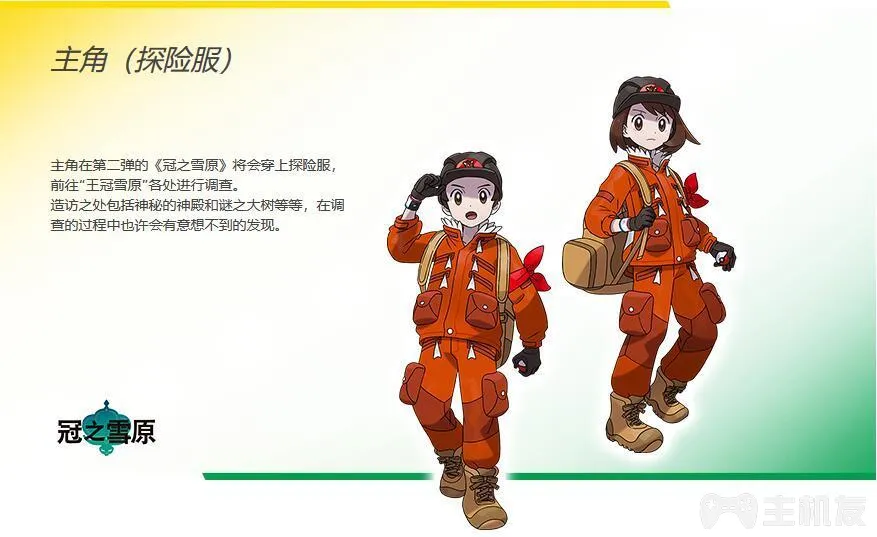 主角（探险服）
主角在第二弹的《冠之雪原》将会穿上探险服，
前往“王冠雪原”各处进行调查。
造访之处包括神秘的神殿和谜之大树等等，在调
查的过程中也许会有意想不到的发现。
冠之雪原
主机友